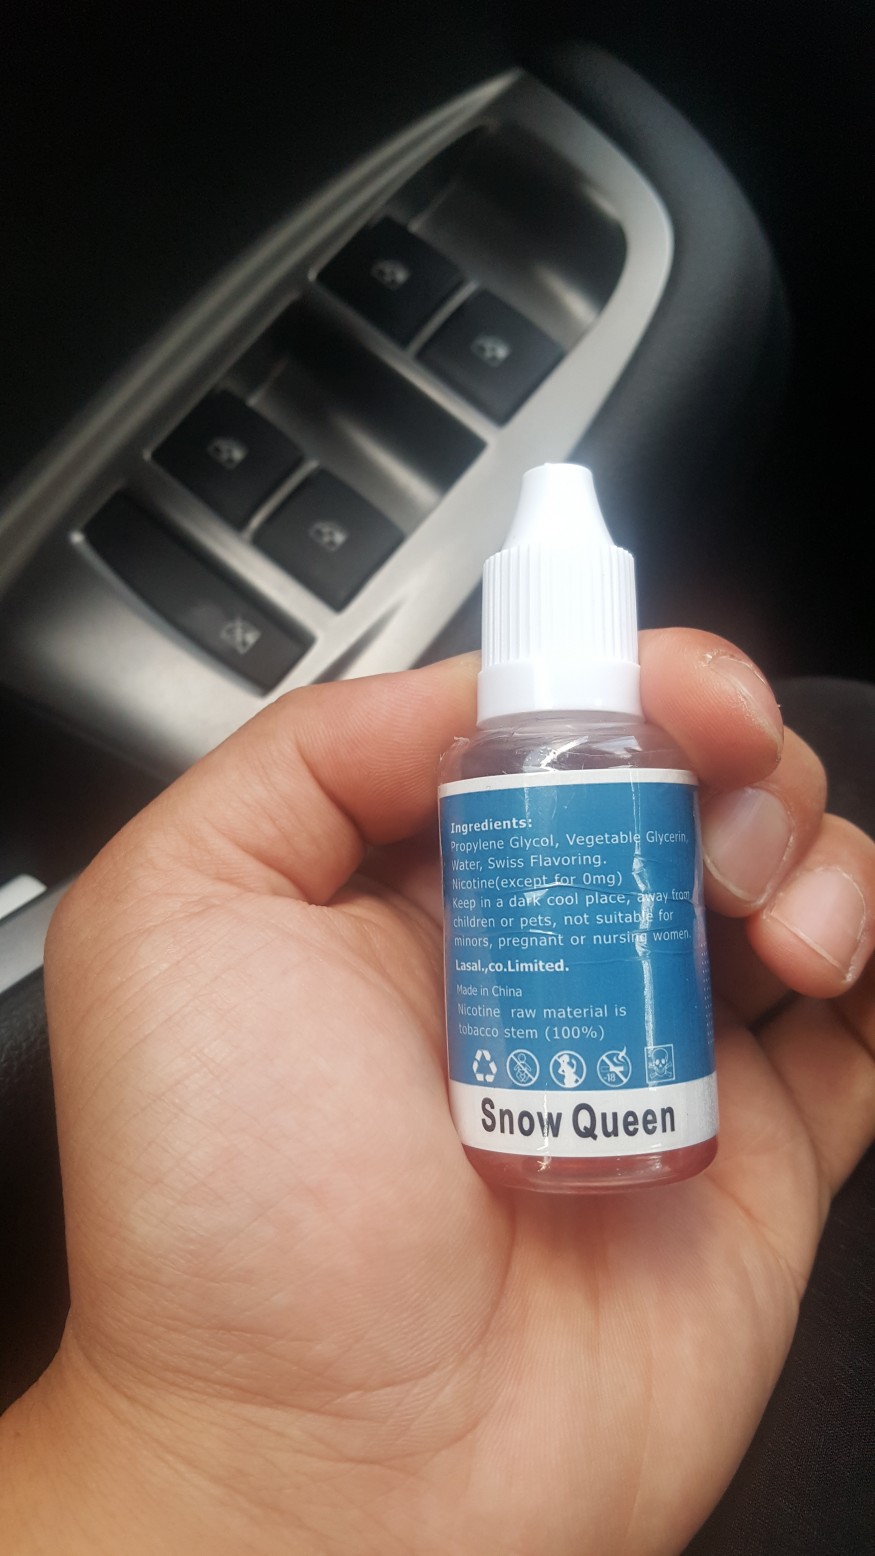 Ingredients:
Propylene Glycol, Vegetable Glycerin,
Water, Swiss Flavoring.
Nicotine(except for 0mg)
Keep in a dark cool place, away from
children or pets, not suitable for
minors, pregnant or nursing women.
Lasal.,co.Limited.
Made in China
Nicotine raw material is
tobacco stem (100%)
-18
Snow Queen